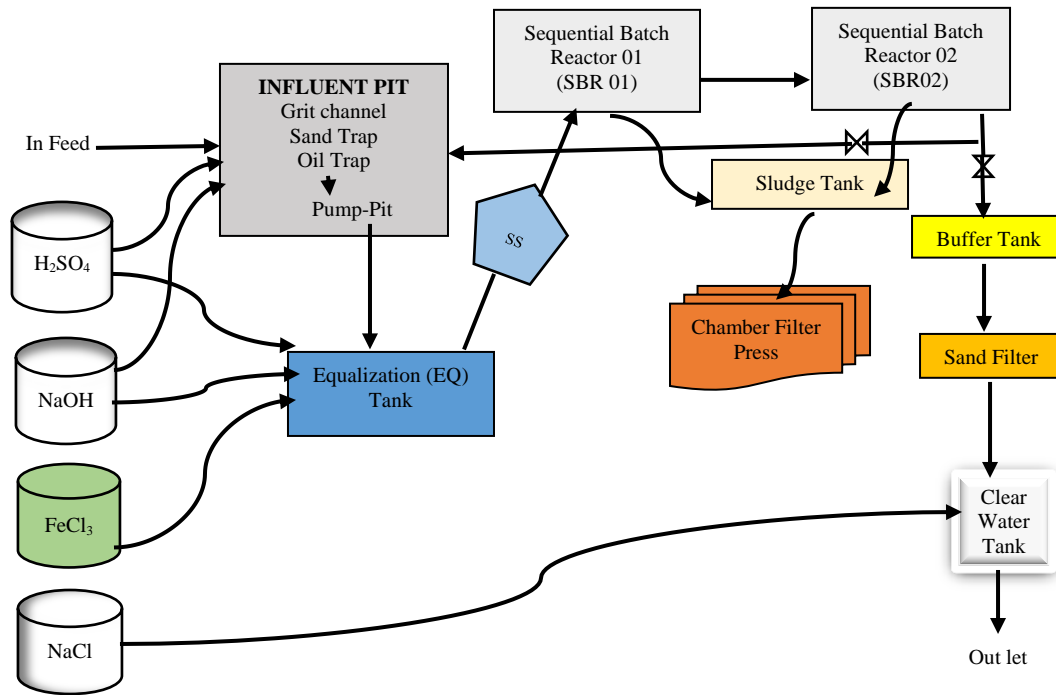 Sequential Batch
Reactor 01
(SBR 01)
Sequential Batch
Reactor 02
(SBR02)
INFLUENT PIT
Grit channel
Sand Trap
Oil Trap
Pump-Pit
In Feed
Sludge Tank
SS
Buffer Tank
H₂SO₄
Chamber Filter
Press
Sand Filter
Equalization (EQ)
Tank
NaOH
FeCl₃
Clear
Water
Tank
NaCl
Out let